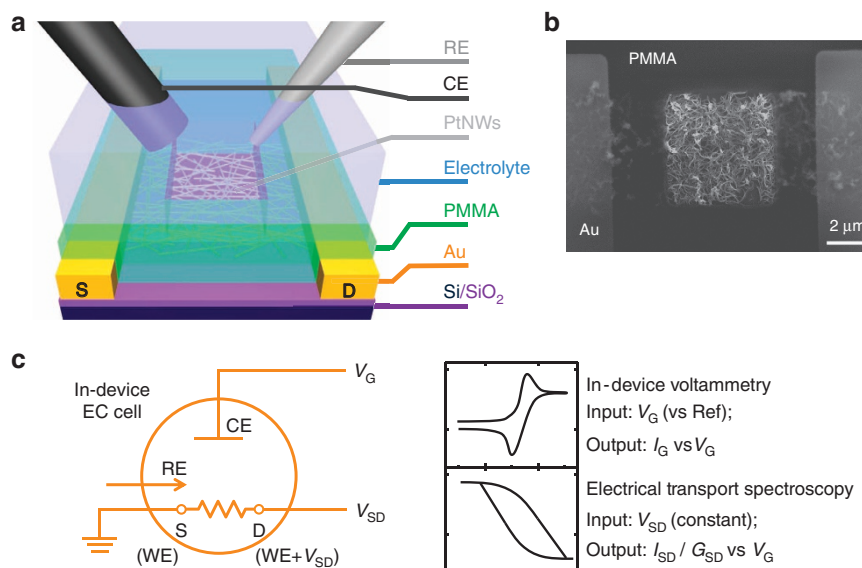 a
RE
CE
PtNWs
Electrolyte
PMMA
Au
Si/SiO2
S
D
b
PMMA
Au
2 μm
c
In-device
EC cell
VG
CE
RE
VSD
S
D
(WE)
(WE+VSD)
In-device voltammetry
Input: VG (vs Ref);
Output: IG vsVG
Electrical transport spectroscopy
Input: VSD (constant);
Output: ISD / GSD vs VG